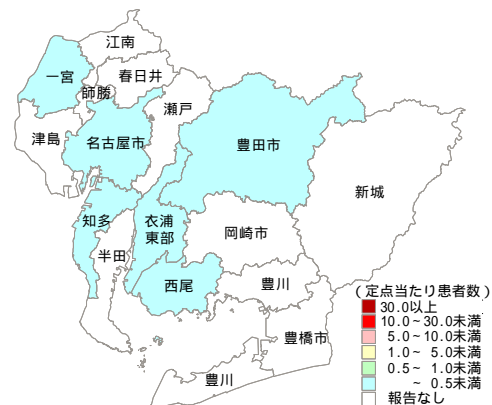 江南
一宮
春日井
師勝
瀬戸
津島
名古屋市
豊田市
新城
知多
衣浦
東部
岡崎市
半田
西尾
豊川
豊橋市
豊川
(定点当たり患者数)
30.0以上
10.0~30.0未満
5.0~10.0未満
1.0~ 5.0未満
0.5~ 1.0未満
~ 0.5未満
報告なし